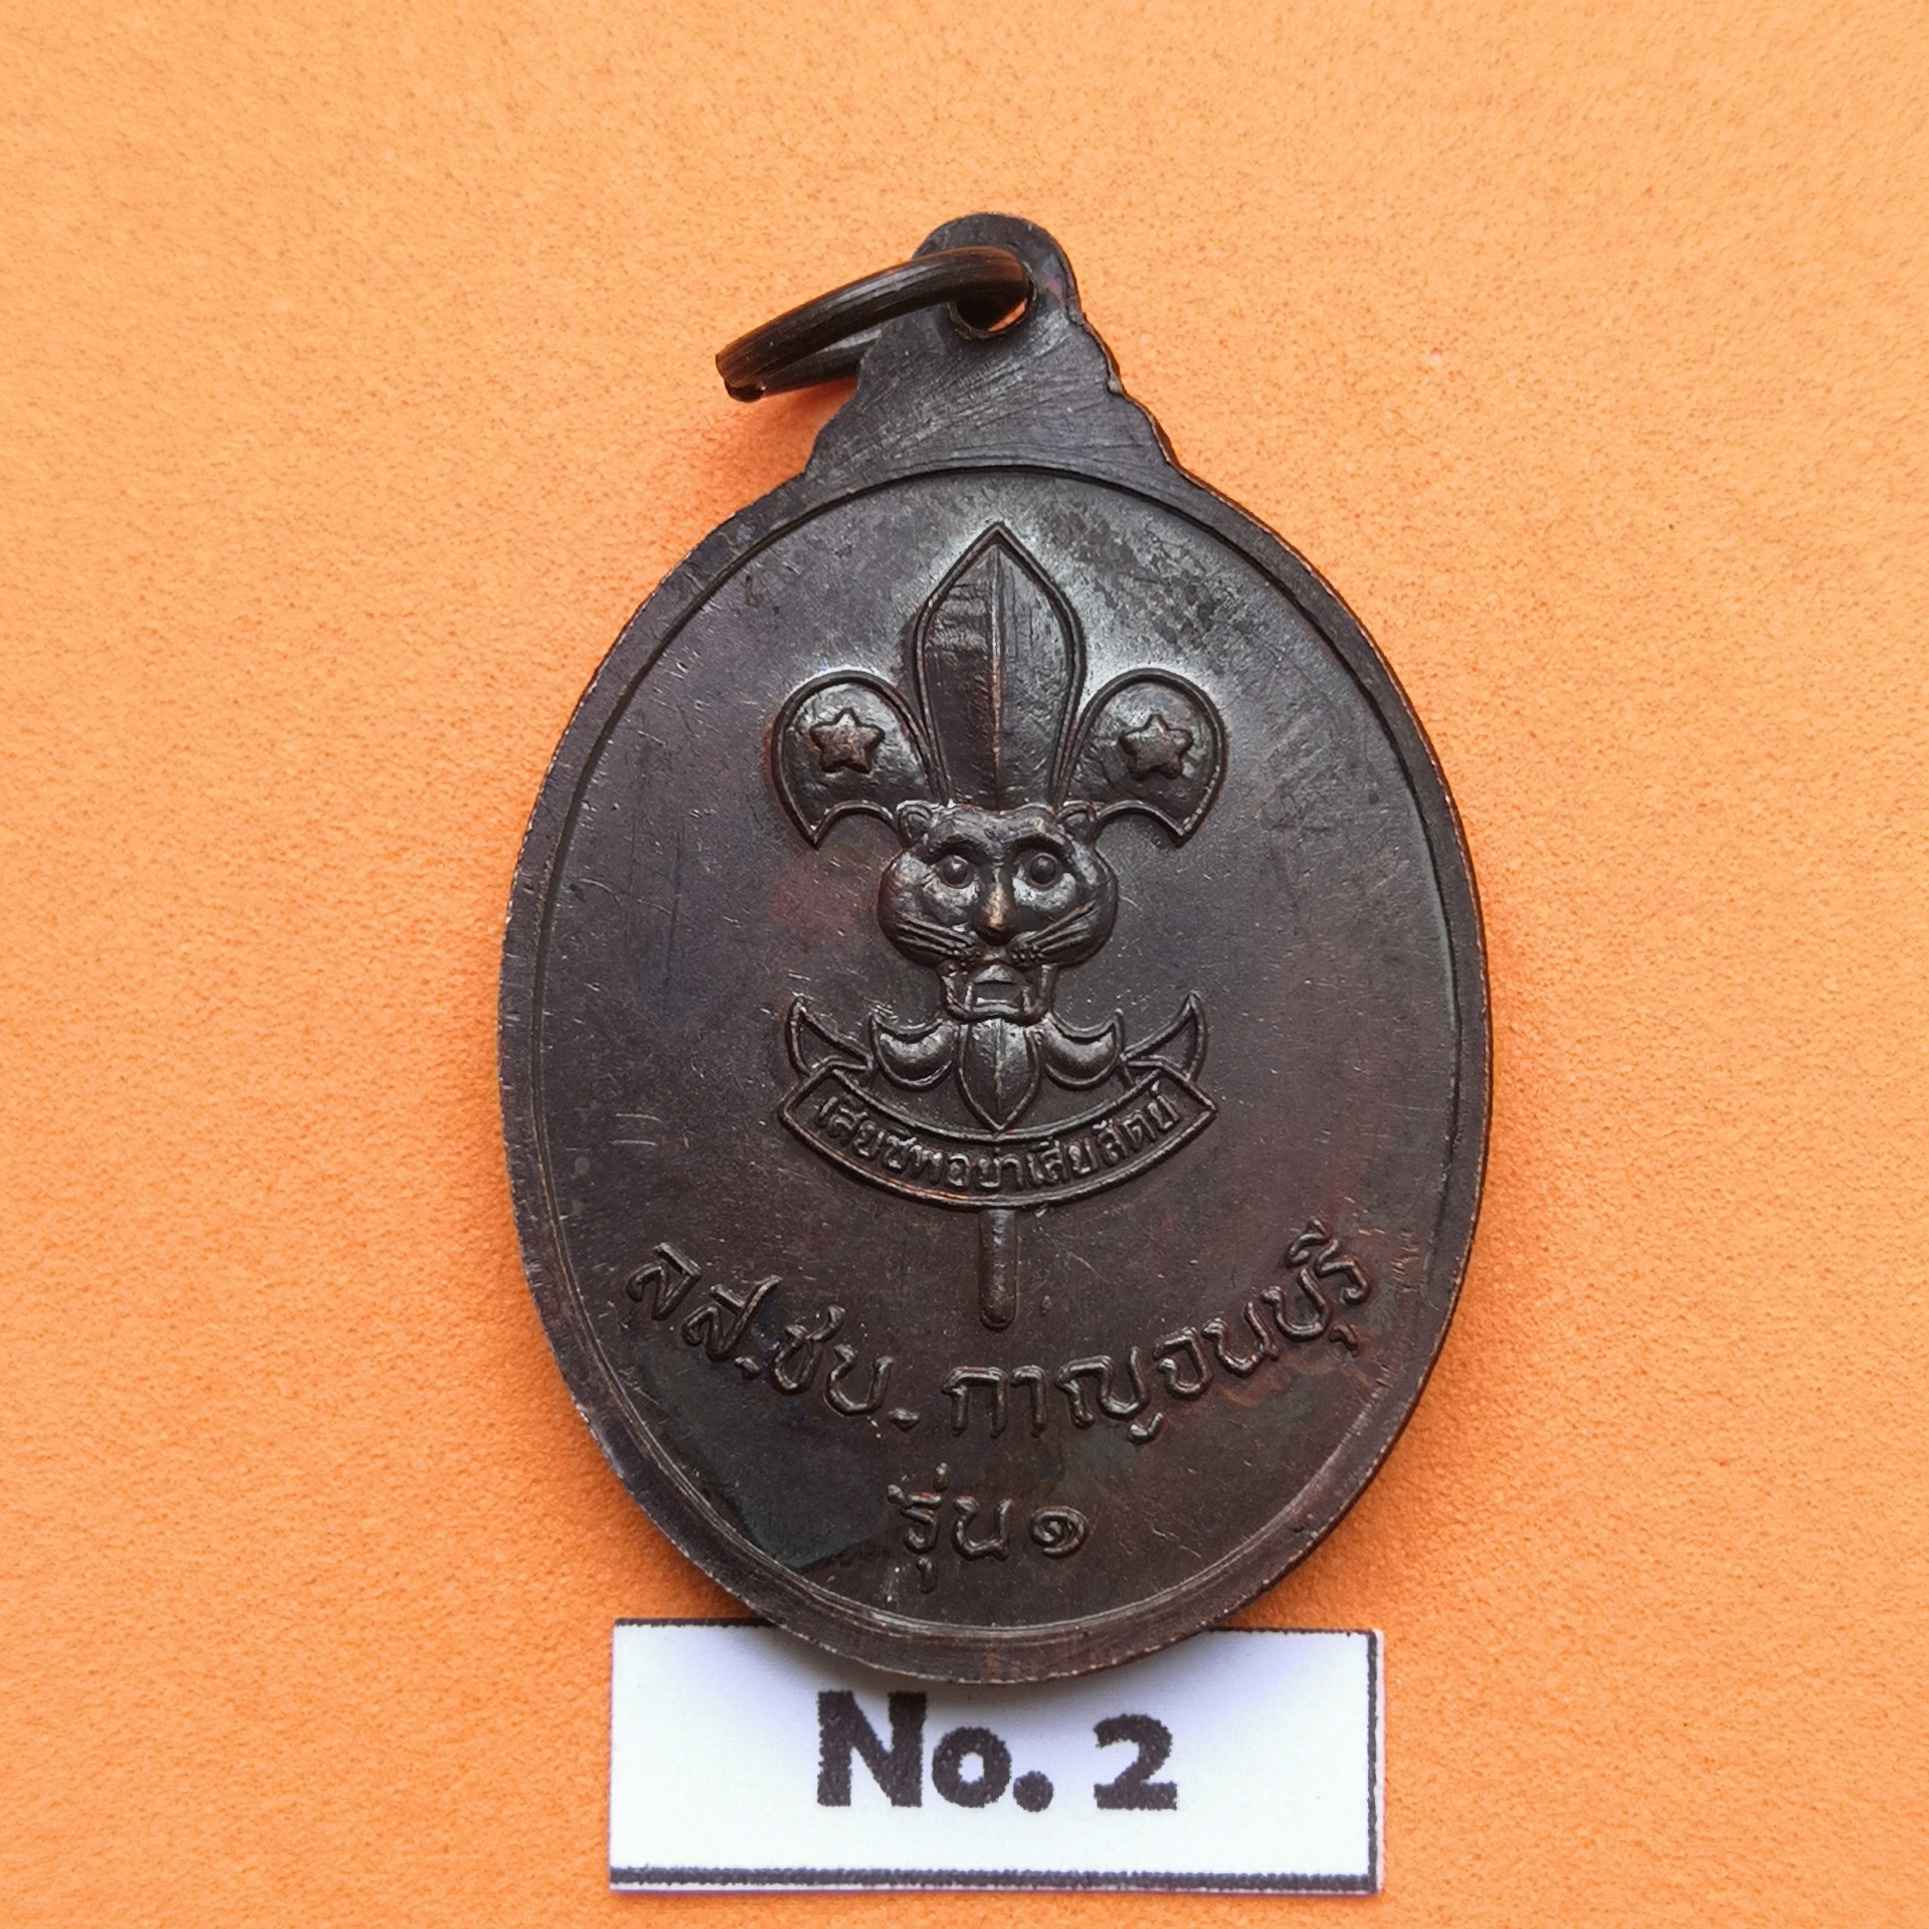 เสียชีพอย่าเสียสัตย์
ล.ส.ชบ. กาญจนบุรี
รุ่น ๑
No. 2